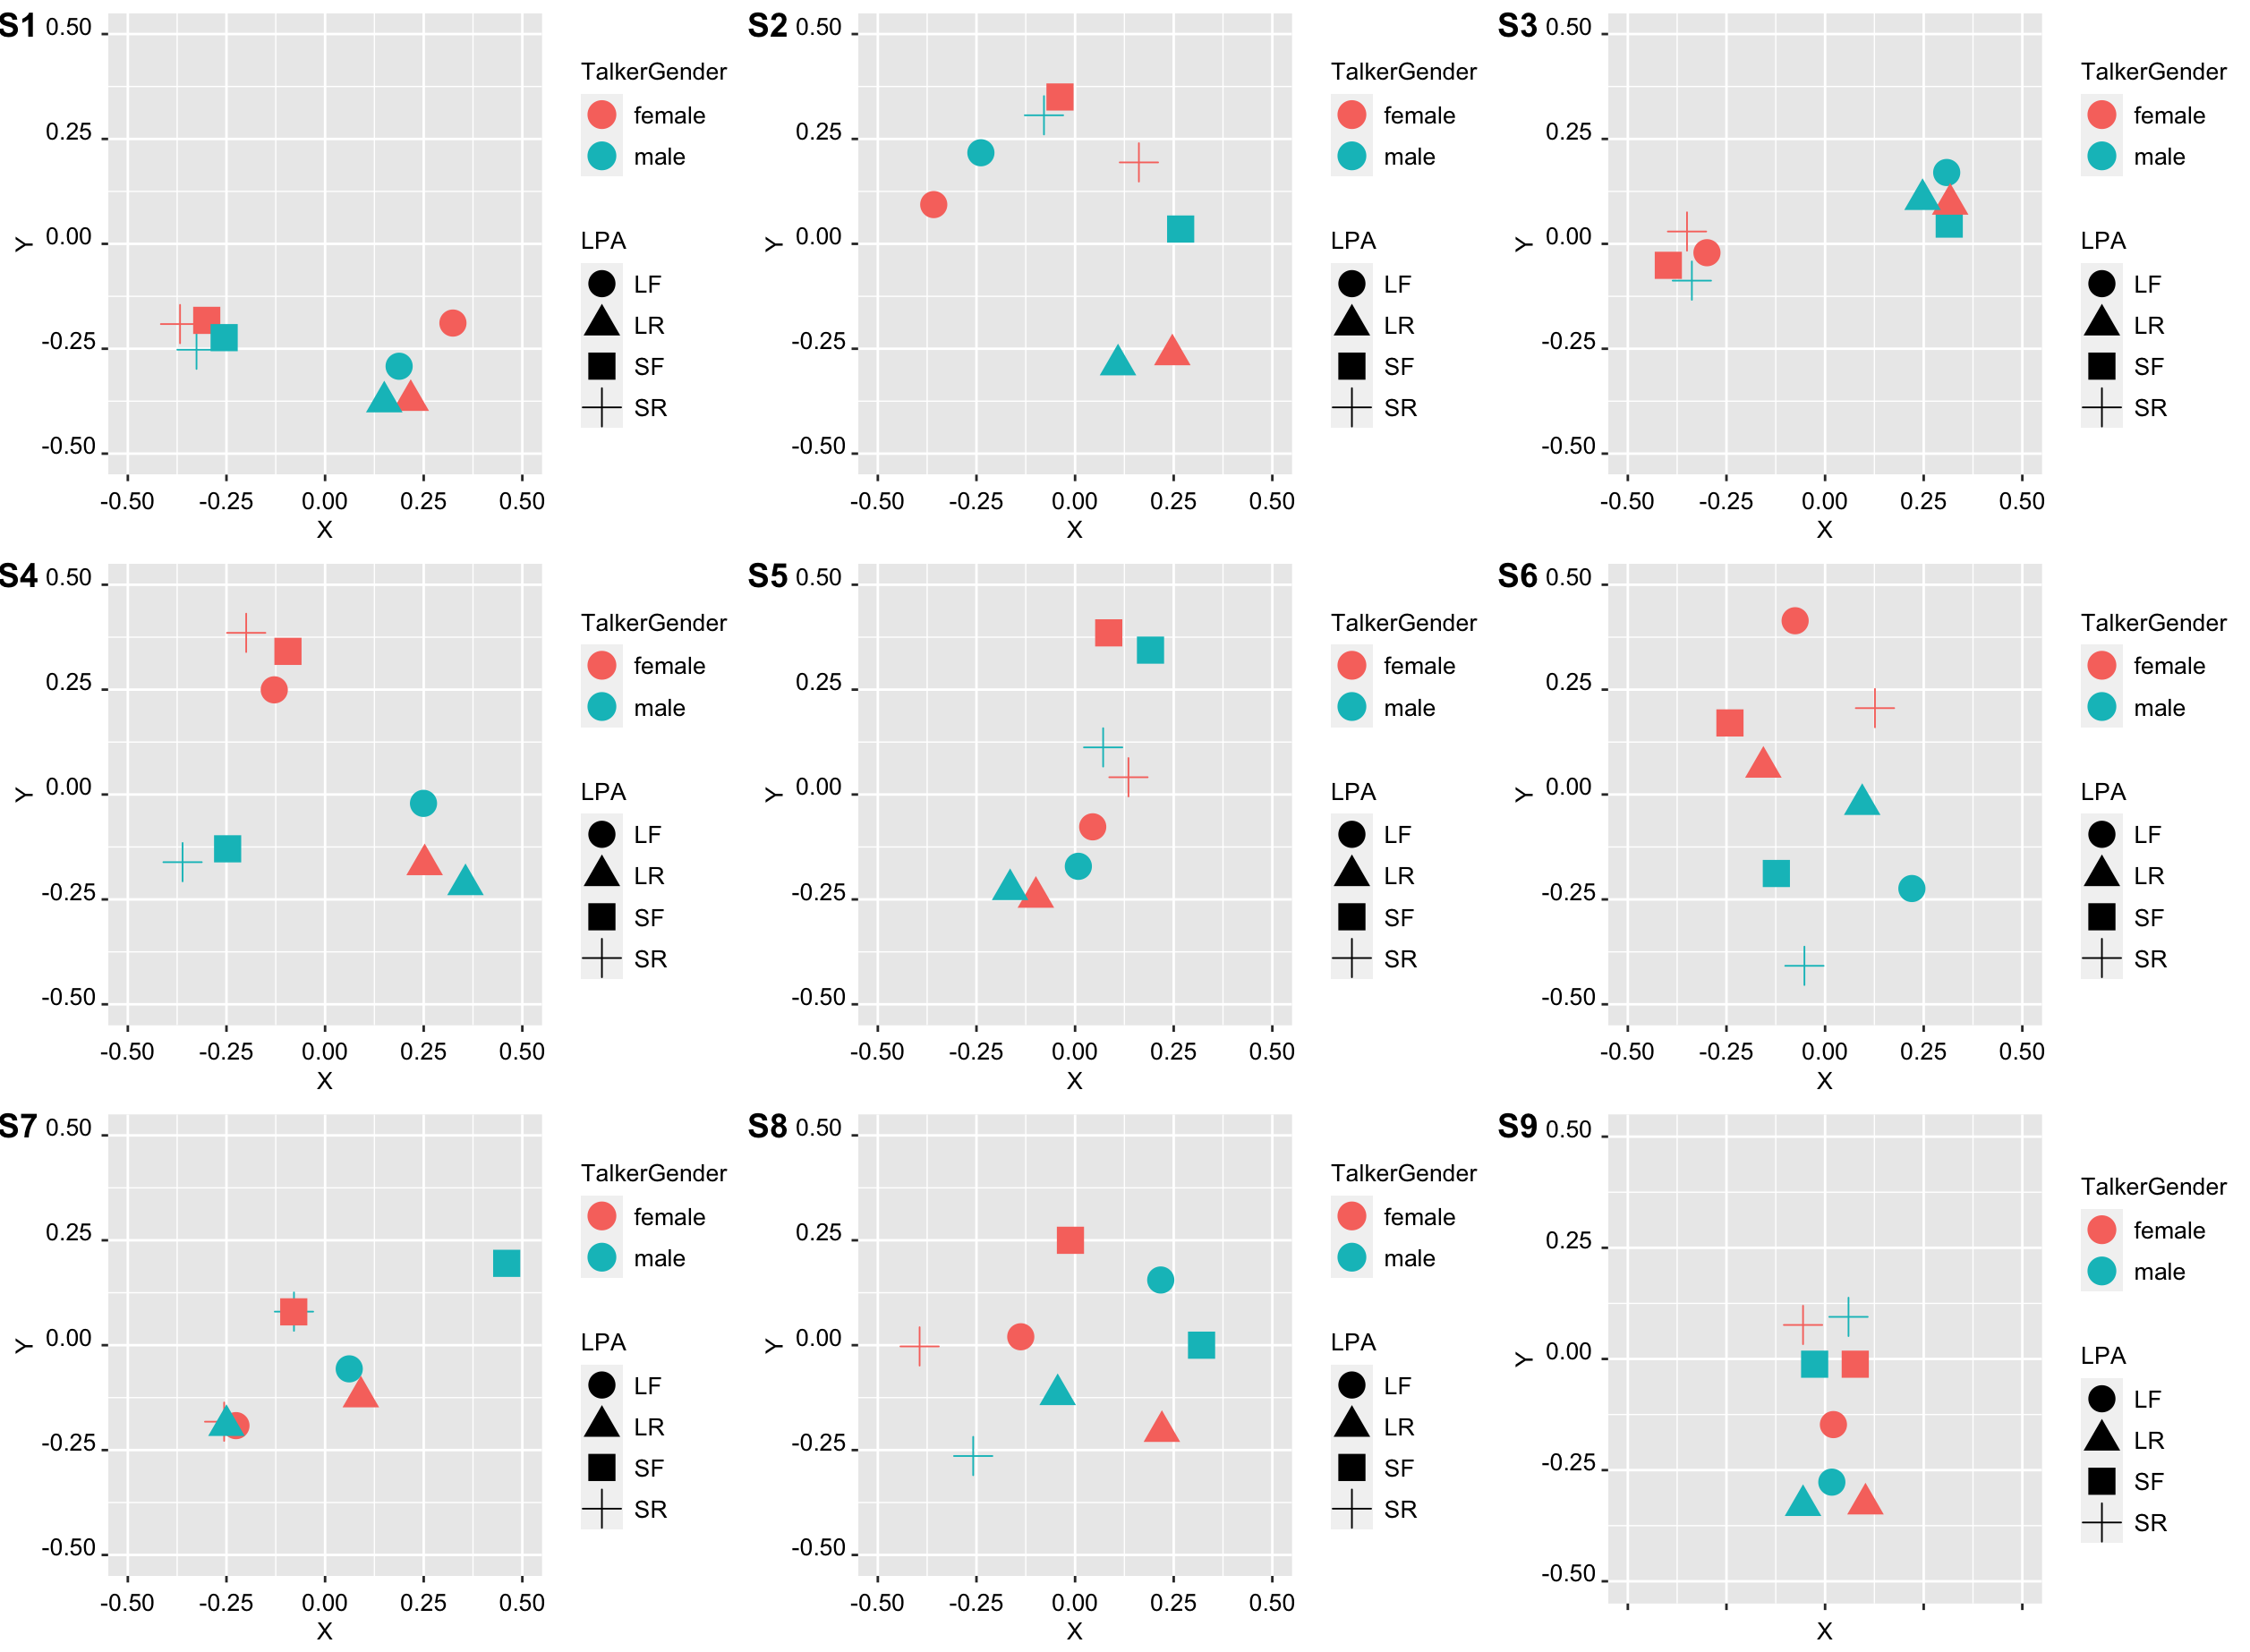 S1
0.50
0.25
0.00
-0.25
-0.50
Y
-0.50 -0.25 0.00 0.25 0.50
X
TalkerGender
female
male
LPA
LF
LR
SF
SR
S2
0.50
0.25
0.00
-0.25
-0.50
Y
-0.50 -0.25 0.00 0.25 0.50
X
TalkerGender
female
male
LPA
LF
LR
SF
SR
S3
0.50
0.25
0.00
-0.25
-0.50
Y
-0.50 -0.25 0.00 0.25 0.50
X
TalkerGender
female
male
LPA
LF
LR
SF
SR
S4
0.50
0.25
0.00
-0.25
-0.50
Y
-0.50 -0.25 0.00 0.25 0.50
X
TalkerGender
female
male
LPA
LF
LR
SF
SR
S5
0.50
0.25
0.00
-0.25
-0.50
Y
-0.50 -0.25 0.00 0.25 0.50
X
TalkerGender
female
male
LPA
LF
LR
SF
SR
S6
0.50
0.25
0.00
-0.25
-0.50
Y
-0.50 -0.25 0.00 0.25 0.50
X
TalkerGender
female
male
LPA
LF
LR
SF
SR
S7
0.50
0.25
0.00
-0.25
-0.50
Y
-0.50 -0.25 0.00 0.25 0.50
X
TalkerGender
female
male
LPA
LF
LR
SF
SR
S8
0.50
0.25
0.00
-0.25
-0.50
Y
-0.50 -0.25 0.00 0.25 0.50
X
TalkerGender
female
male
LPA
LF
LR
SF
SR
S9
0.50
0.25
0.00
-0.25
-0.50
Y
X
TalkerGender
female
male
LPA
LF
LR
SF
SR